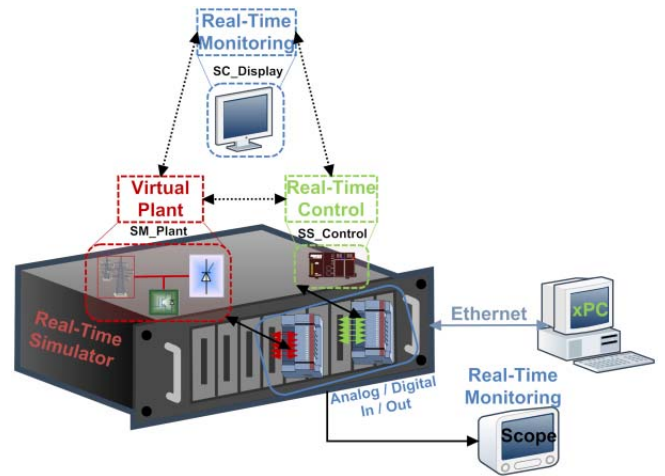 Real-Time
Monitoring
SC_Display
Virtual
Plant
Real-Time
Control
SM_Plant
SS_Control
Real-Time
Simulator
Ethernet
xPC
Analog / Digital
In / Out
Real-Time
Monitoring
Scope